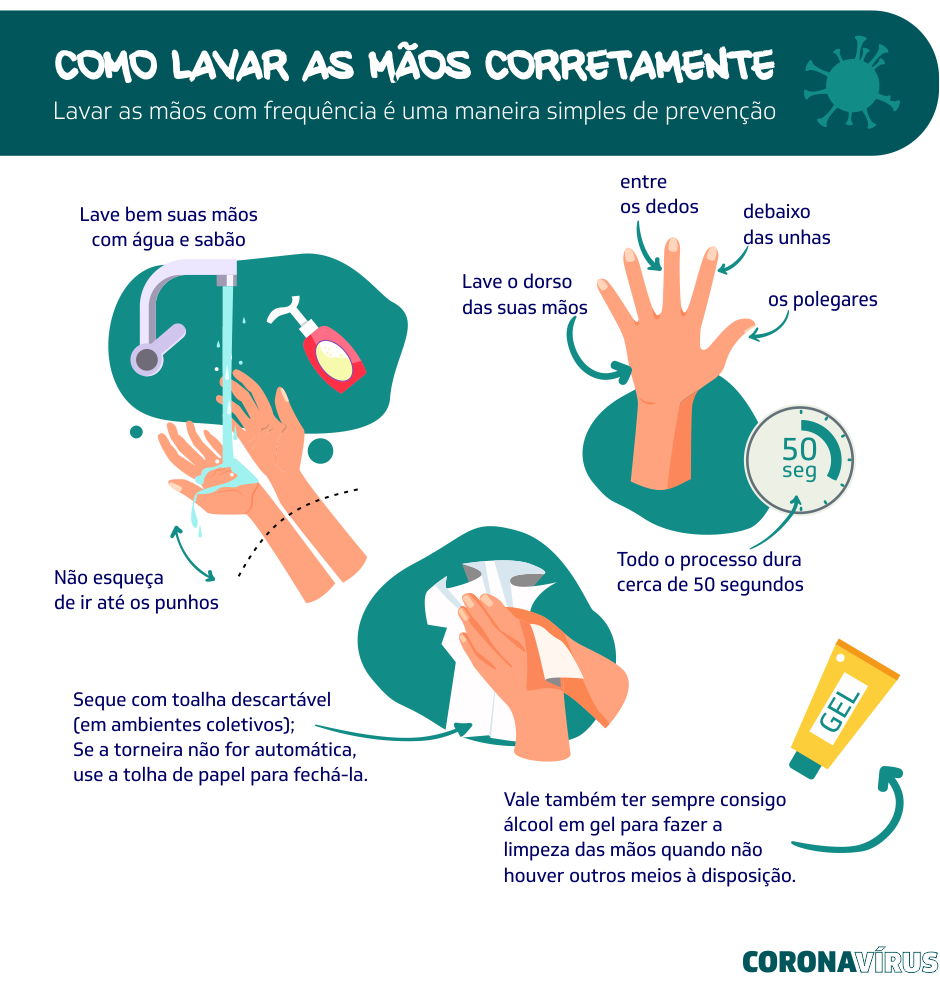 COMO LAVAR AS MÃOS CORRETAMENTE
Lavar as mãos com frequência é uma maneira simples de prevenção
Lave bem suas mãos
com água e sabão
entre
os dedos
debaixo
das unhas
Lave o dorso
das suas mãos
os polegares
50
seg
Todo o processo dura
cerca de 50 segundos
Não esqueça
de ir até os punhos
Seque com toalha descartável
(em ambientes coletivos);
Se a torneira não for automática,
use a tolha de papel para fechá-la.
GEL
Vale também ter sempre consigo
álcool em gel para fazer a
limpeza das mãos quando não
houver outros meios à disposição.
CORONAVÍRUS